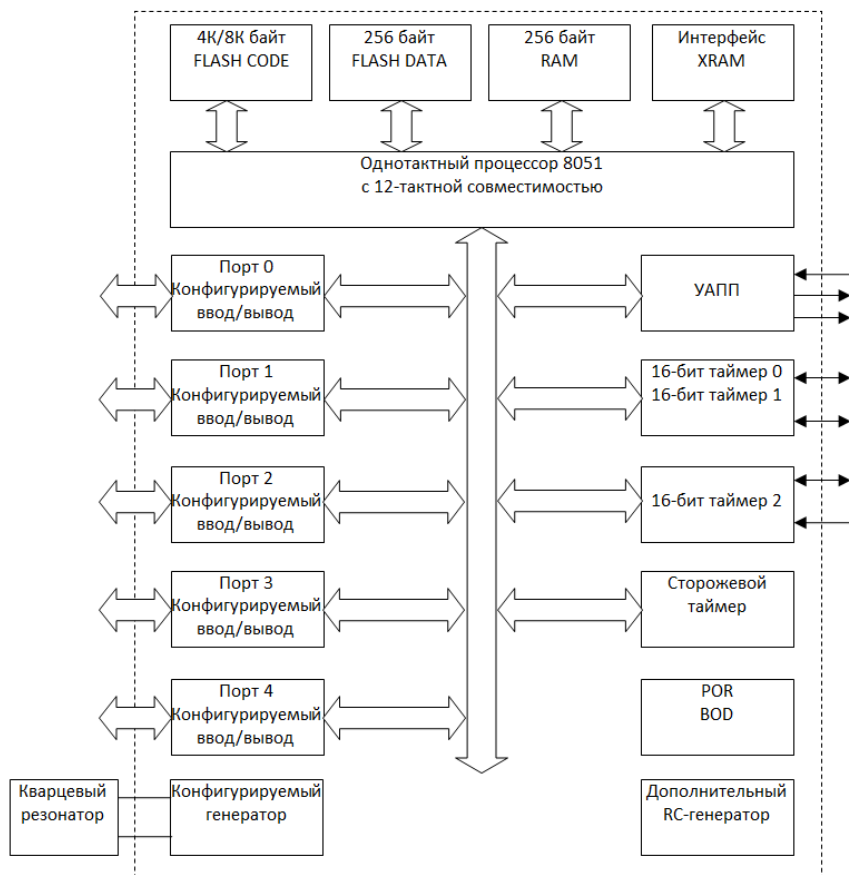 4К/8К байт
FLASH CODE
256 байт
FLASH DATA
256 байт
RAM
Интерфейс
XRAM
Однотактный процессор 8051
с 12-тактной совместимостью
Порт 0
Конфигурируемый
ввод/вывод
УАПП
Порт 1
Конфигурируемый
ввод/вывод
16-бит таймер 0
16-бит таймер 1
Порт 2
Конфигурируемый
ввод/вывод
16-бит таймер 2
Порт 3
Конфигурируемый
ввод/вывод
Сторожевой
таймер
Порт 4
Конфигурируемый
ввод/вывод
POR
BOD
Кварцевый
резонатор
Конфигурируемый
генератор
Дополнительный
RC-генератор